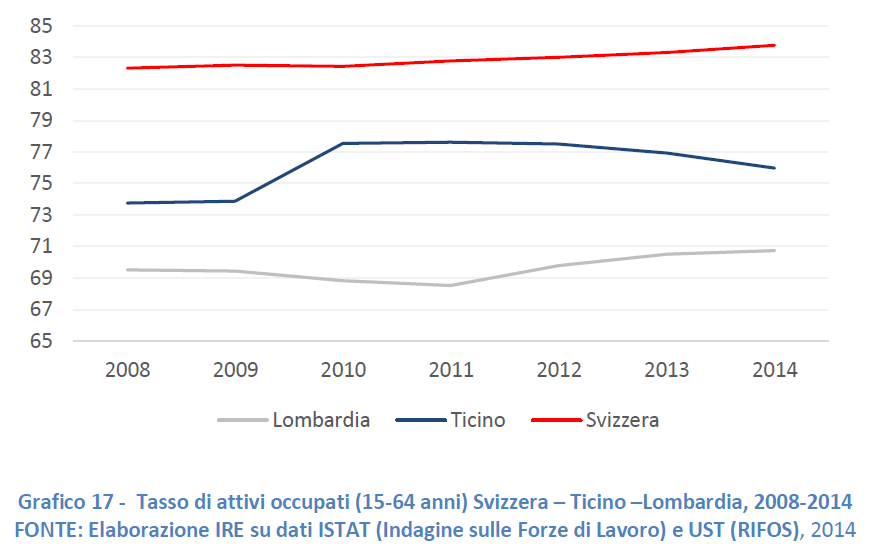 85
83
81
79
77
75
73
71
69
67
65
2008 2009 2010 2011 2012 2013 2014
Lombardia Ticino Svizzera
Grafico 17 - Tasso di attivi occupati (15-64 anni) Svizzera – Ticino –Lombardia, 2008-2014
FONTE: Elaborazione IRE su dati ISTAT (Indagine sulle Forze di Lavoro) e UST (RIFOS), 2014